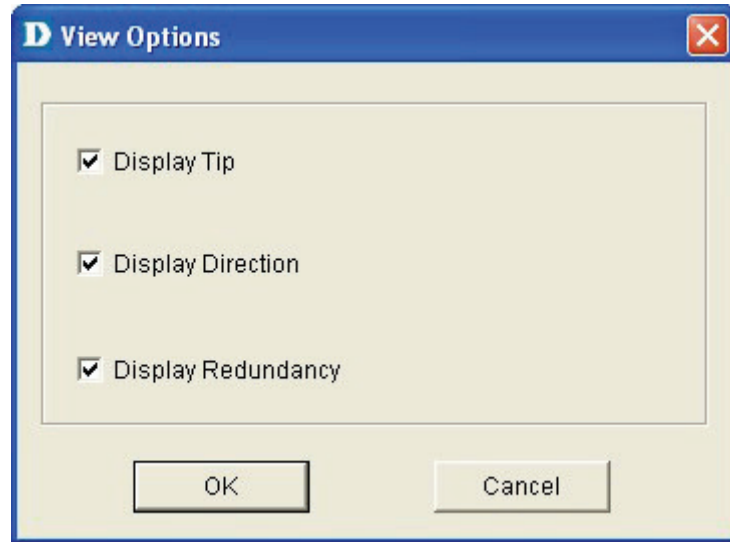 D View Options
Display Tip
Display Direction
Display Redundancy
OK Cancel